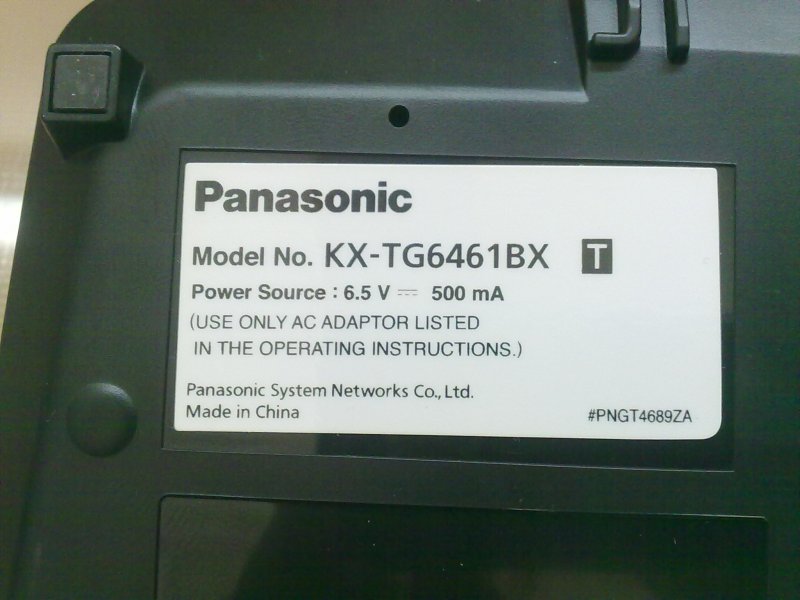 Panasonic
Model No. KX-TG6461BX T
Power Source : 6.5 V ⎓ 500 mA
(USE ONLY AC ADAPTOR LISTED
IN THE OPERATING INSTRUCTIONS.)
Panasonic System Networks Co., Ltd.
Made in China #PNGT4689ZA